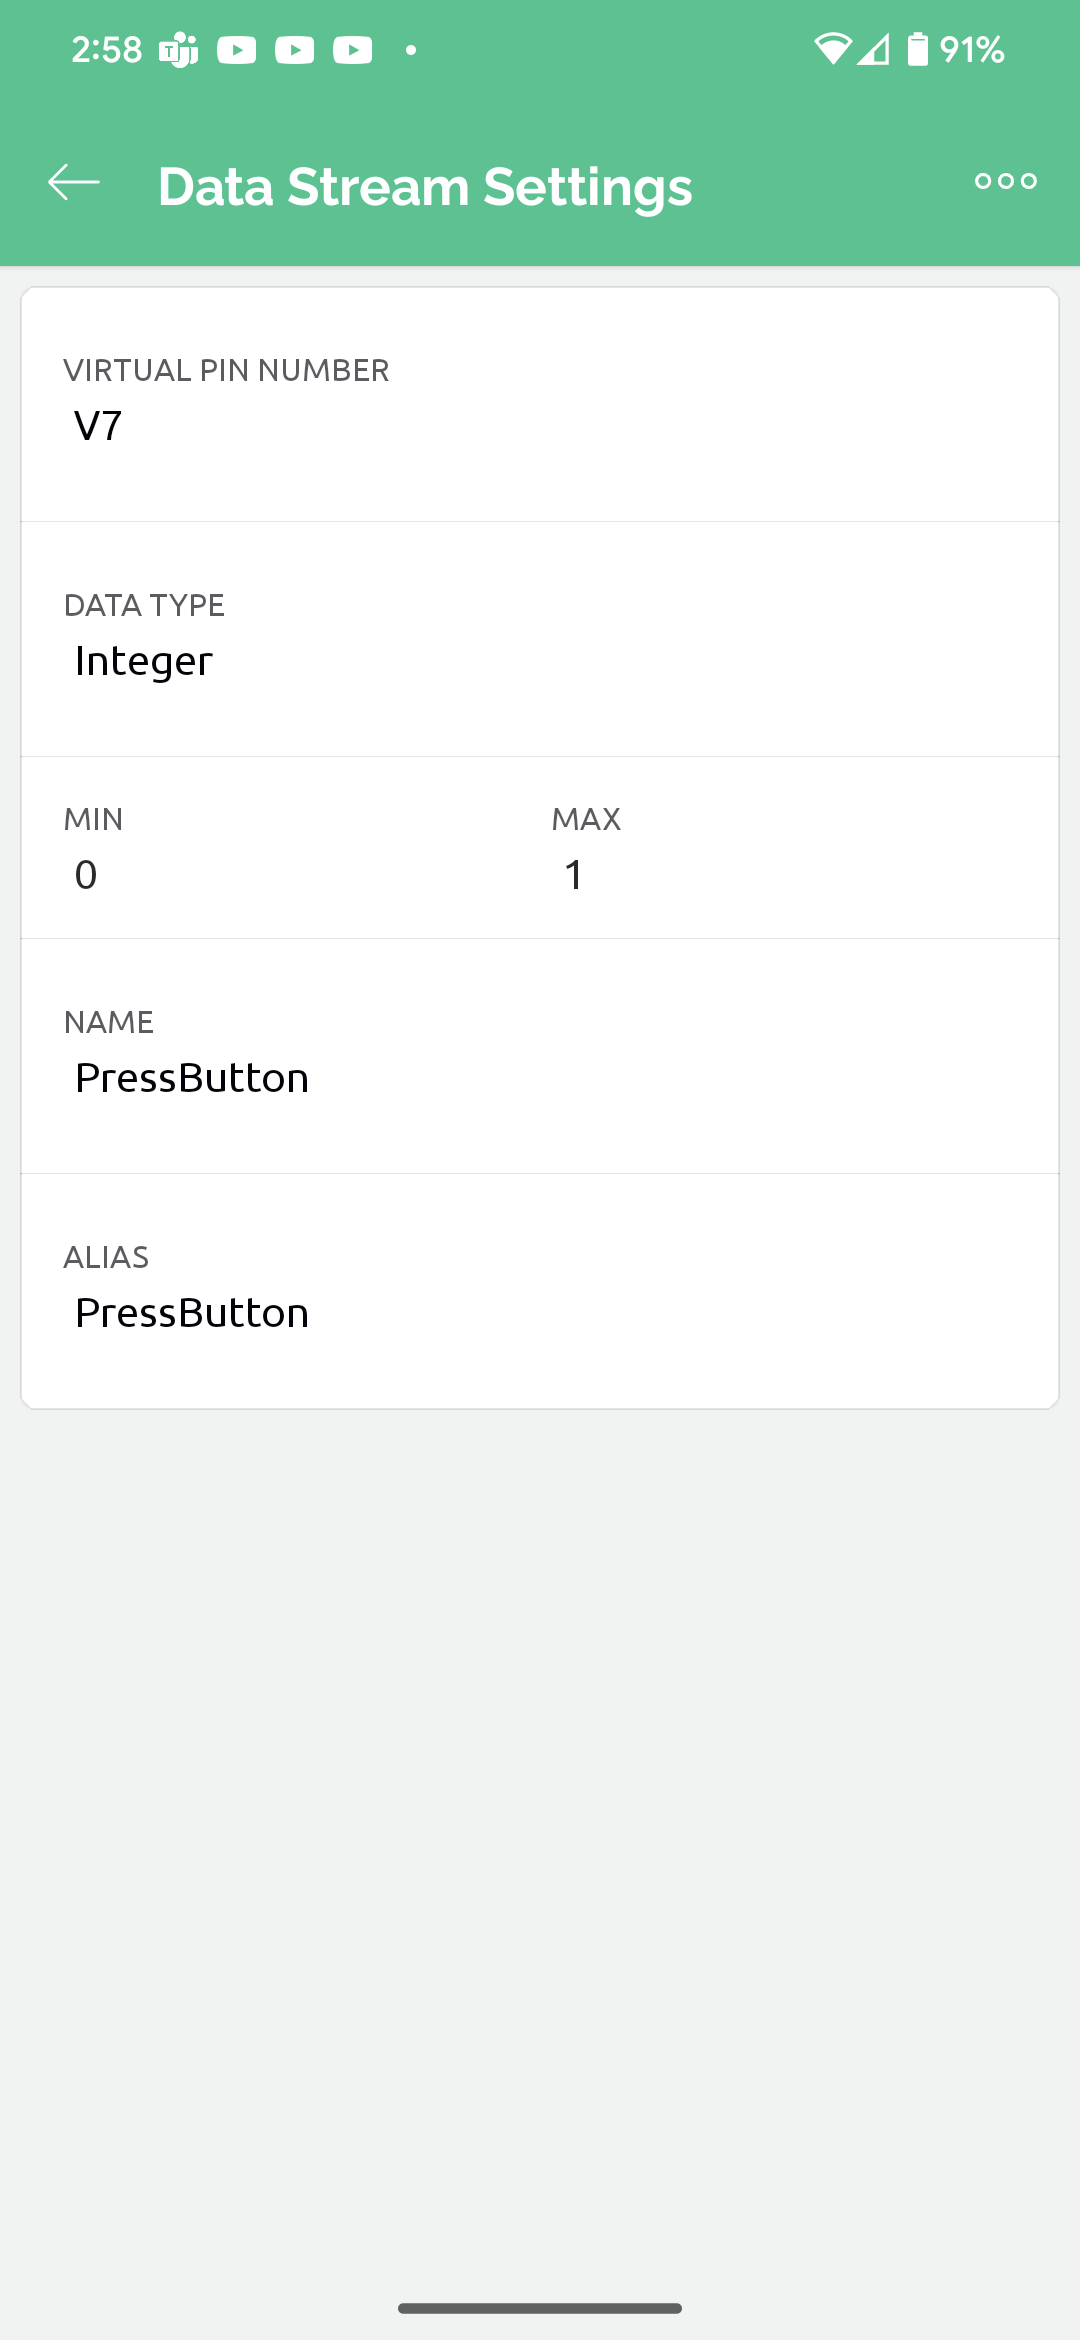 2:58 91%
Data Stream Settings
VIRTUAL PIN NUMBER
V7
DATA TYPE
Integer
MIN MAX
0 1
NAME
PressButton
ALIAS
PressButton